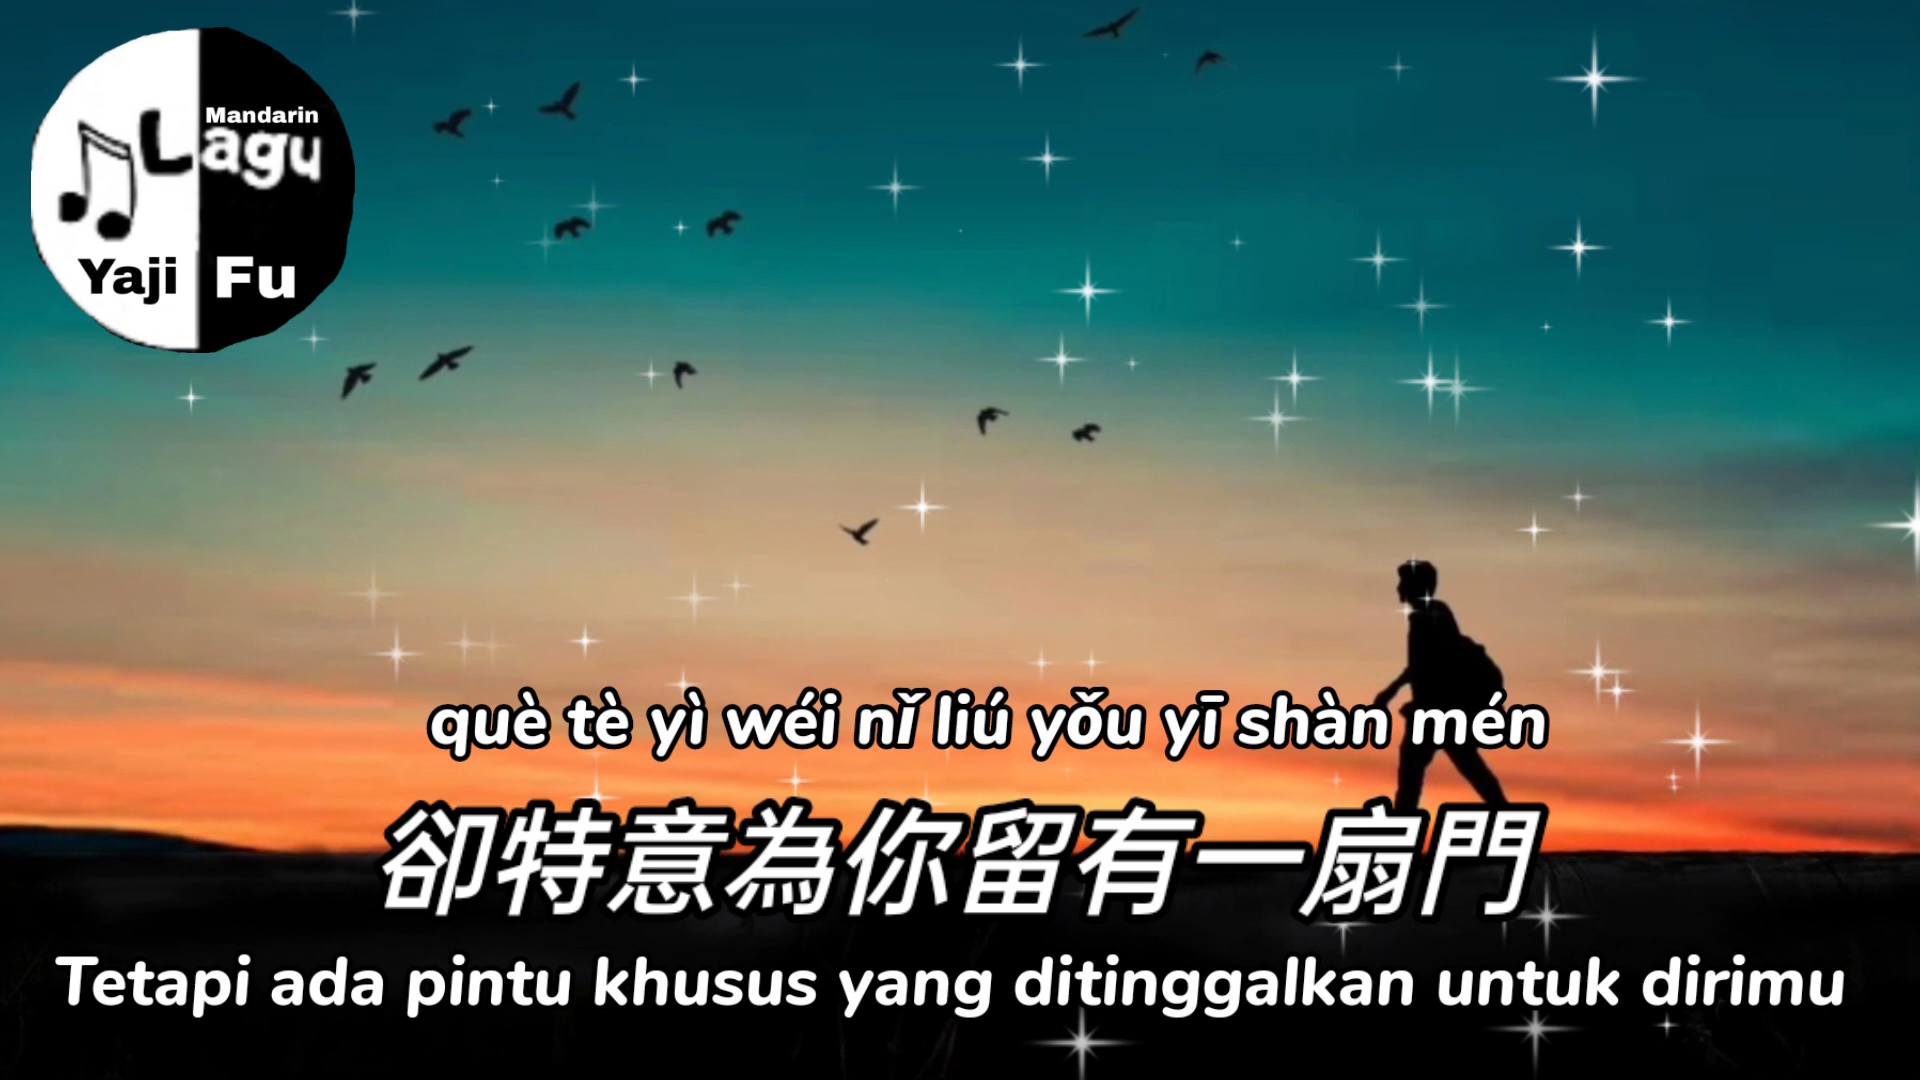 Mandarin
Lagu
Yaji Fu
què tè yì wéi nǐ liú yǒu yī shàn mén
卻特意為你留有一扇門
Tetapi ada pintu khusus yang ditinggalkan untuk dirimu